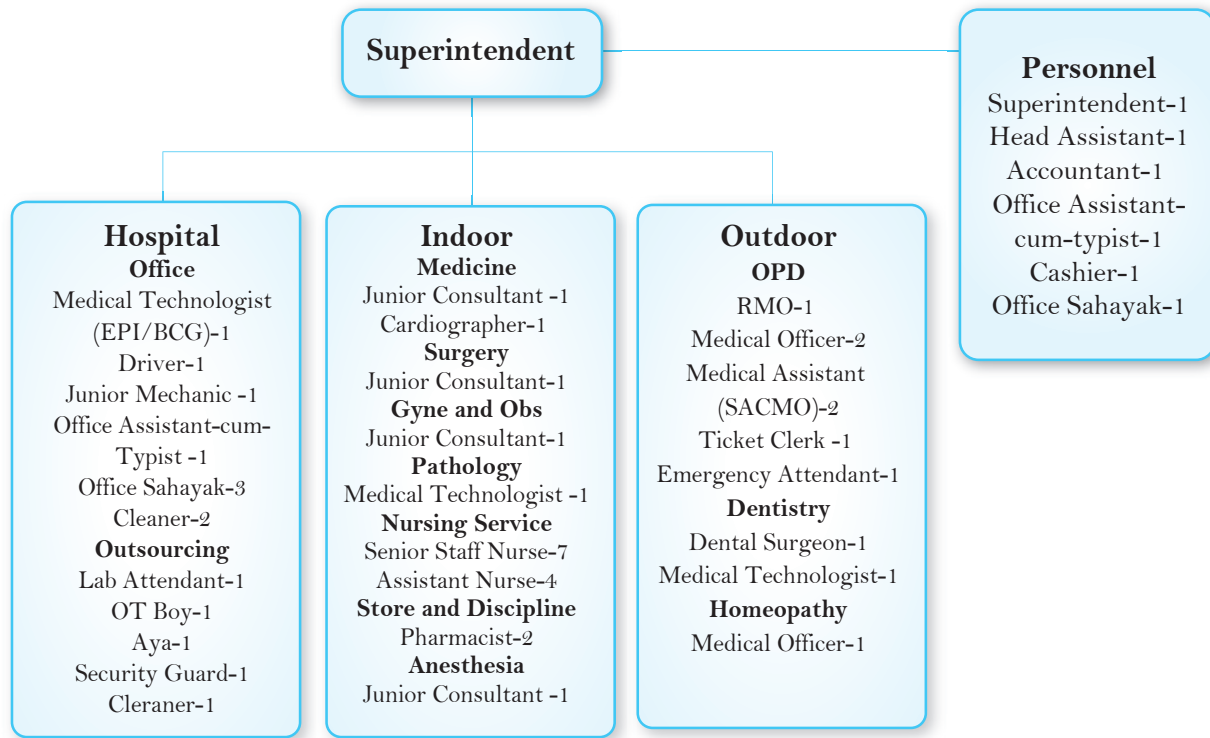 Superintendent
Personnel
Superintendent-1
Head Assistant-1
Accountant-1
Office Assistant-
cum-typist-1
Cashier-1
Office Sahayak-1
Hospital
Office
Medical Technologist
(EPI/BCG)-1
Driver-1
Junior Mechanic -1
Office Assistant-cum-
Typist -1
Office Sahayak-3
Cleaner-2
Outsourcing
Lab Attendant-1
OT Boy-1
Aya-1
Security Guard-1
Cleraner-1
Indoor
Medicine
Junior Consultant -1
Cardiographer-1
Surgery
Junior Consultant-1
Gyne and Obs
Junior Consultant-1
Pathology
Medical Technologist -1
Nursing Service
Senior Staff Nurse-7
Assistant Nurse-4
Store and Discipline
Pharmacist-2
Anesthesia
Junior Consultant -1
Outdoor
OPD
RMO-1
Medical Officer-2
Medical Assistant
(SACMO)-2
Ticket Clerk -1
Emergency Attendant-1
Dentistry
Dental Surgeon-1
Medical Technologist-1
Homeopathy
Medical Officer-1